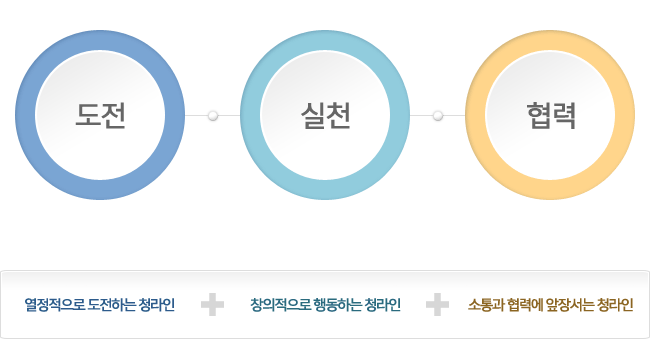 도전
실천
협력
열정적으로 도전하는 청라인
창의적으로 행동하는 청라인
소통과 협력에 앞장서는 청라인